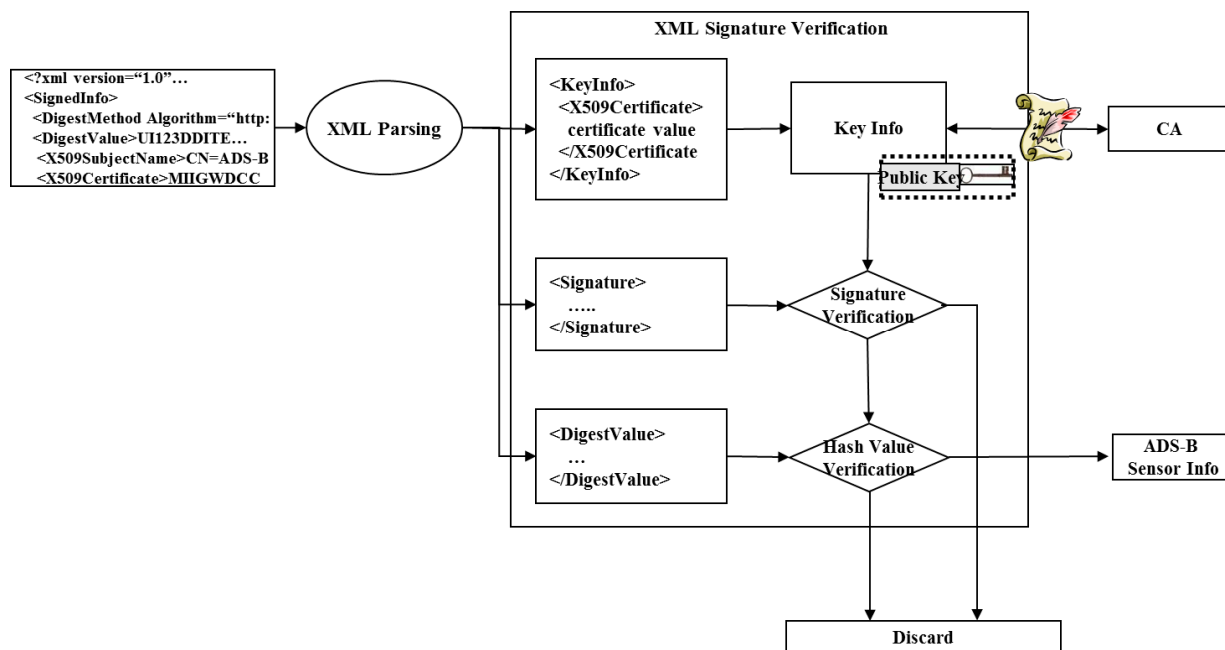 XML Signature Verification
<?xml version=“1.0”…
<SignedInfo>
<DigestMethod Algorithm=“http:
<DigestValue>UI123DDITE…
<X509SubjectName>CN=ADS-B
<X509Certificate>MIIGWDCC
XML Parsing
<KeyInfo>
<X509Certificate>
certificate value
</X509Certificate
</KeyInfo>
Key Info
Public Key
CA
<Signature>
…..
</Signature>
Signature
Verification
<DigestValue>
…
</DigestValue>
Hash Value
Verification
ADS-B
Sensor Info
Discard